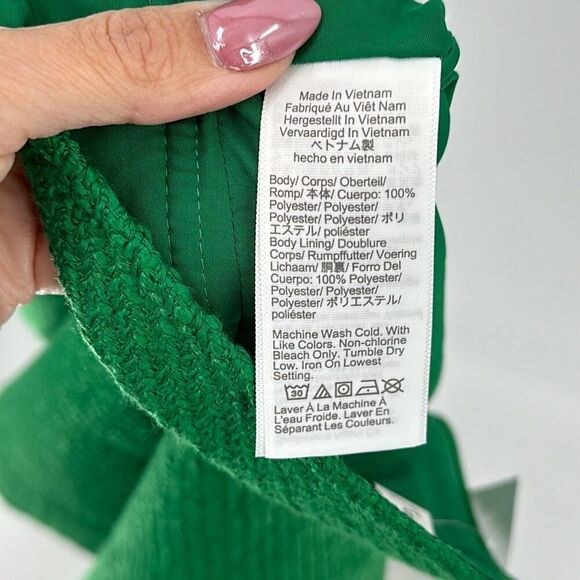 Made In Vietnam
Fabriqué Au Viêt Nam
Hergestellt In Vietnam
Vervaardigd In Vietnam
ベトナム製
hecho en vietnam
Body/ Corps/ Oberteil/
Romp/ 本体/ Cuerpo: 100%
Polyester/ Polyester/
Polyester/ Polyester/ ポリ
エステル/ poliéster
Body Lining/ Doublure
Corps/ Rumpffutter/ Voering
Lichaam/ 胴裏/ Forro Del
Cuerpo: 100% Polyester/
Polyester/ Polyester/
Polyester/ ポリエステル/
poliéster
Machine Wash Cold. With
Like Colors. Non-chlorine
Bleach Only. Tumble Dry
Low. Iron On Lowest
Setting.
30
Laver À La Machine À
L'eau Froide. Laver En
Séparant Les Couleurs.